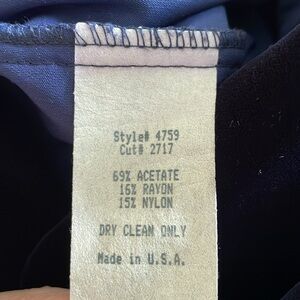 Style# 4759
Cut# 2717
69% ACETATE
16% RAYON
15% NYLON
DRY CLEAN ONLY
Made in U.S.A.